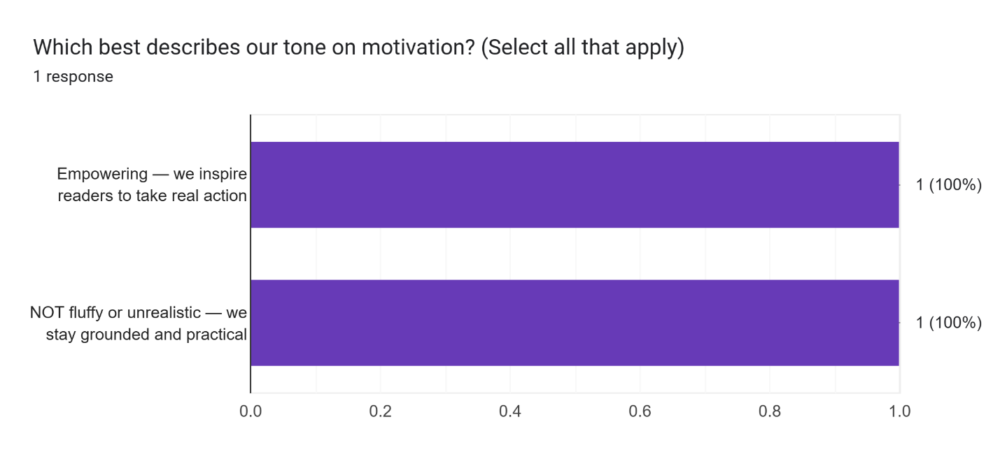 Which best describes our tone on motivation? (Select all that apply)
1 response
Empowering — we inspire
readers to take real action
1 (100%)
NOT fluffy or unrealistic — we
stay grounded and practical
1 (100%)
0.0
0.2
0.4
0.6
0.8
1.0